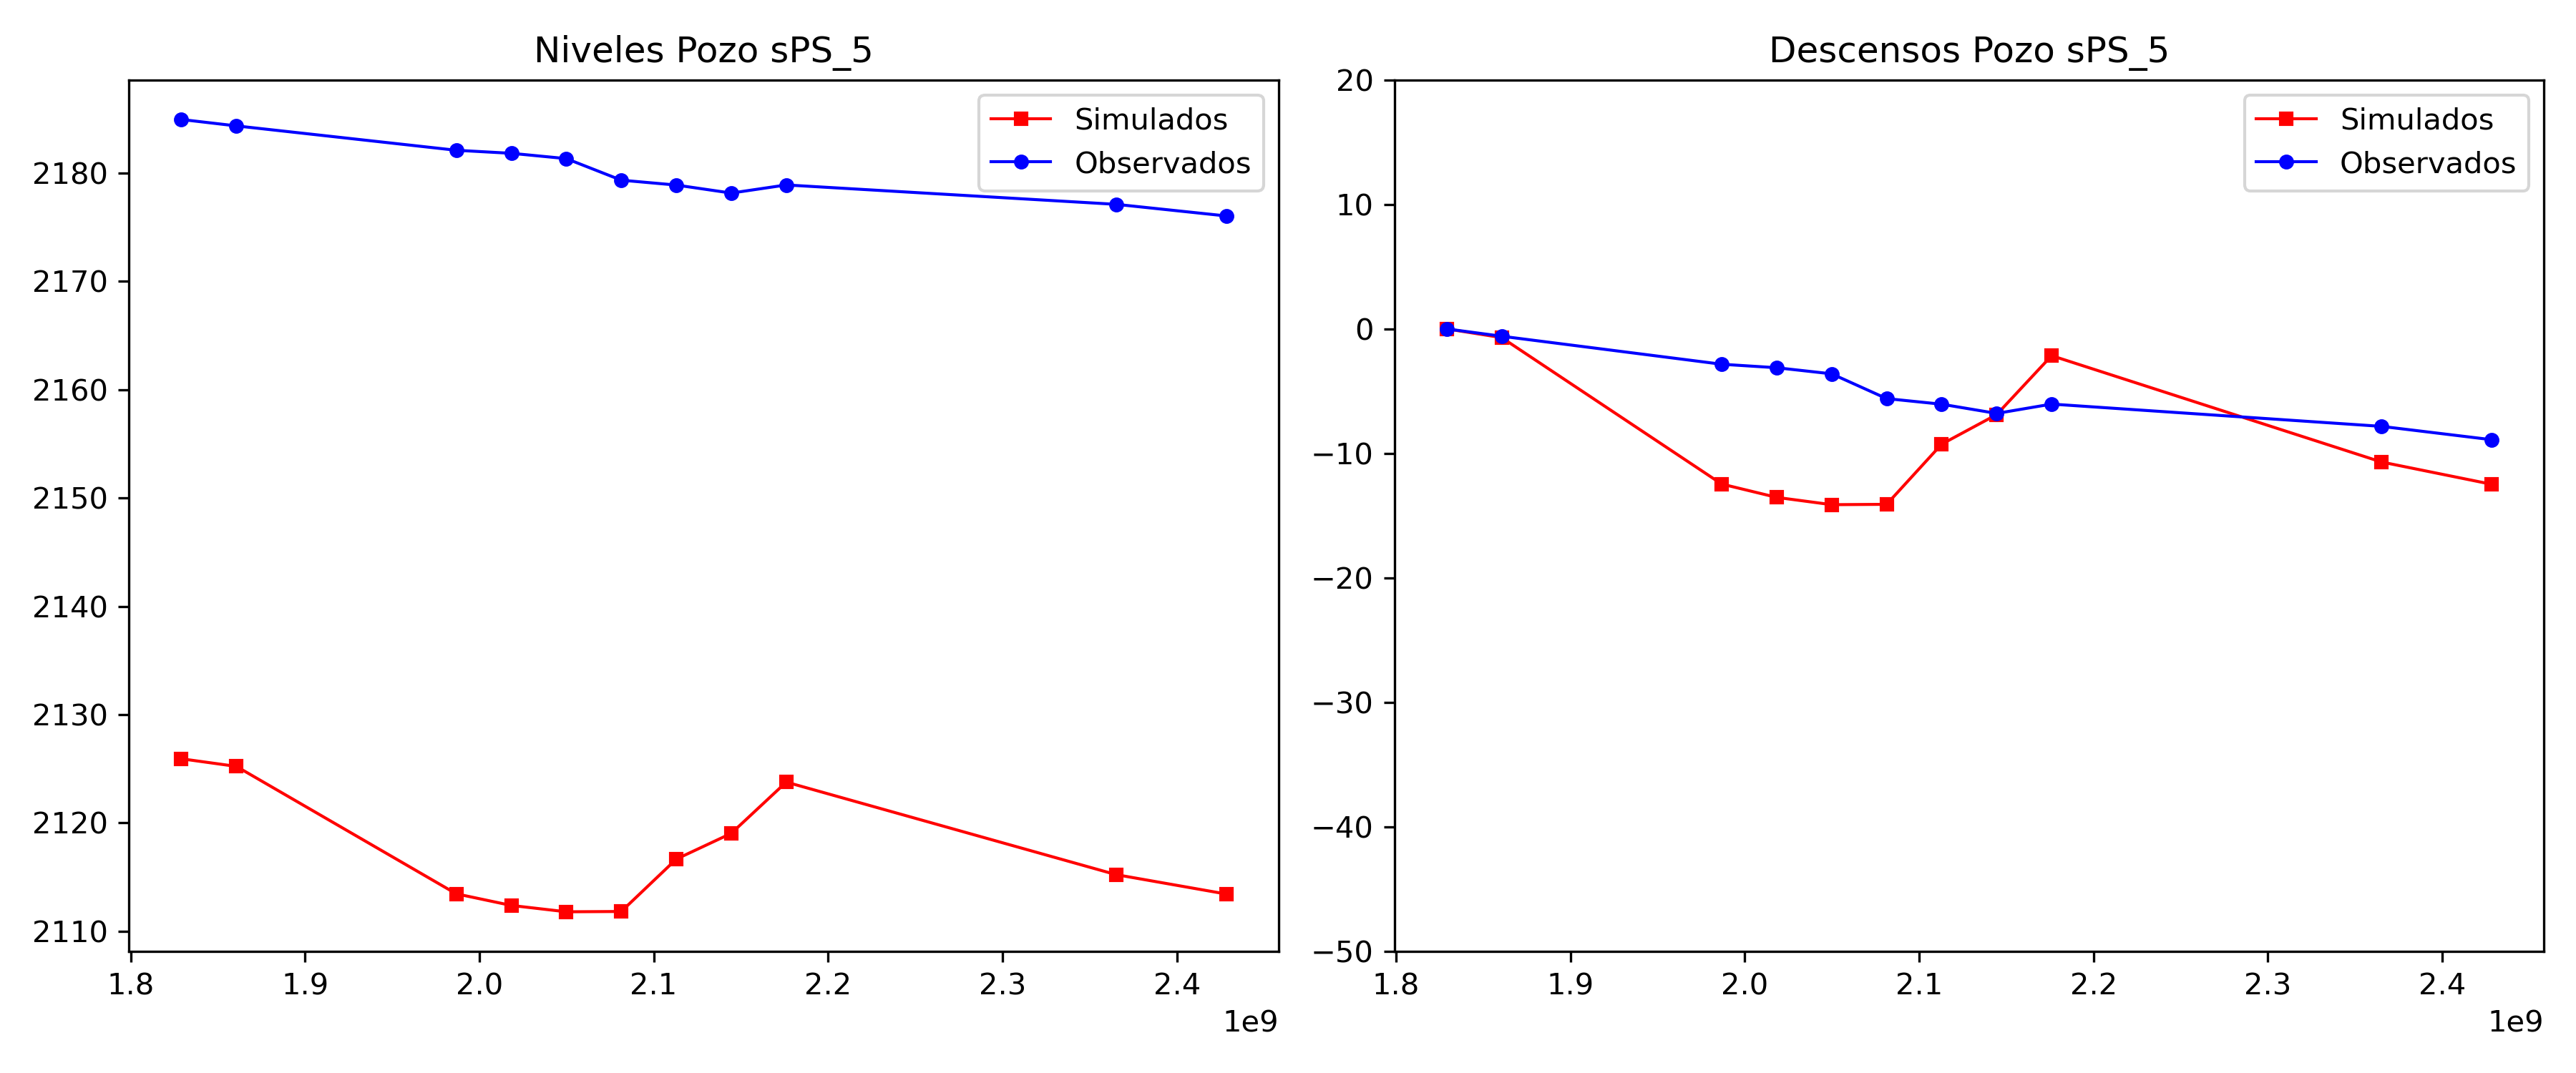 Niveles Pozo sPS_5
Simulados
Observados
2180
2170
2160
2150
2140
2130
2120
2110
1.8 1.9 2.0 2.1 2.2 2.3 2.4
1e9
Descensos Pozo sPS_5
Simulados
Observados
20
10
0
−10
−20
−30
−40
−50
1.8 1.9 2.0 2.1 2.2 2.3 2.4
1e9